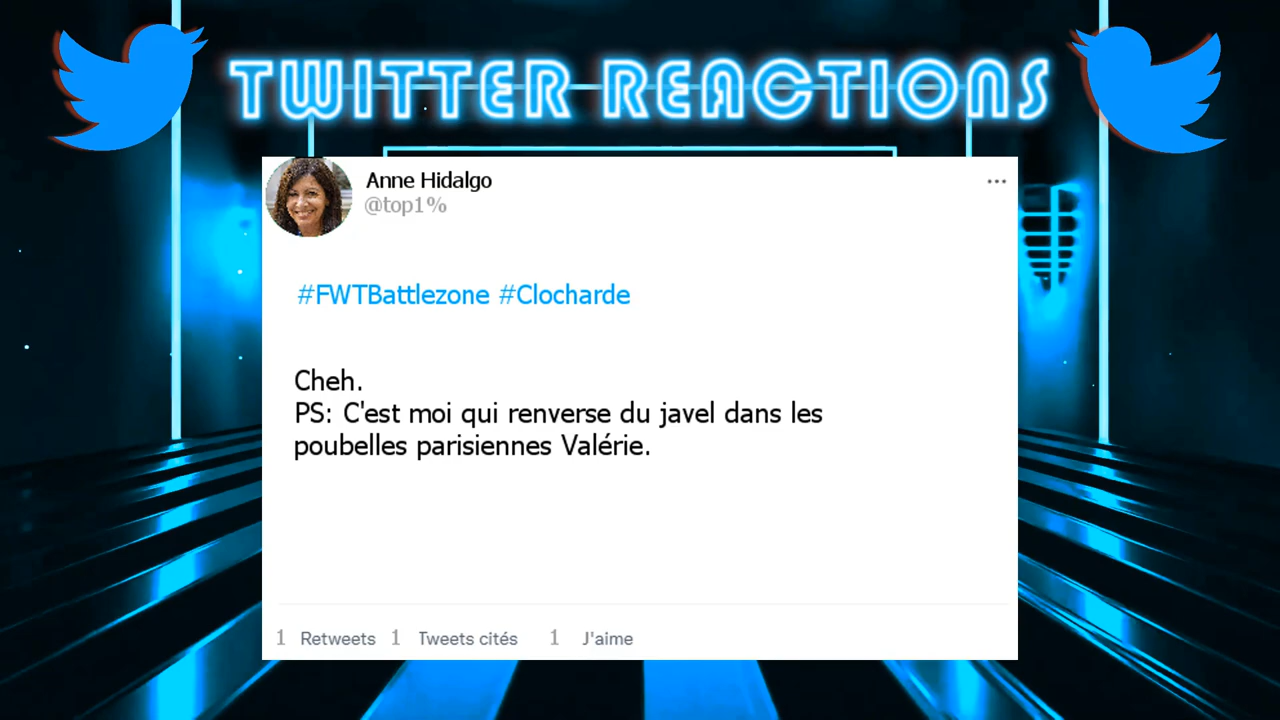 TWITTER REACTIONS
Anne Hidalgo
@top1%
...
#FWTBattlezone #Clocharde
Cheh.
PS: C'est moi qui renverse du javel dans les
poubelles parisiennes Valérie.
1 Retweets 1 Tweets cités 1 J'aime